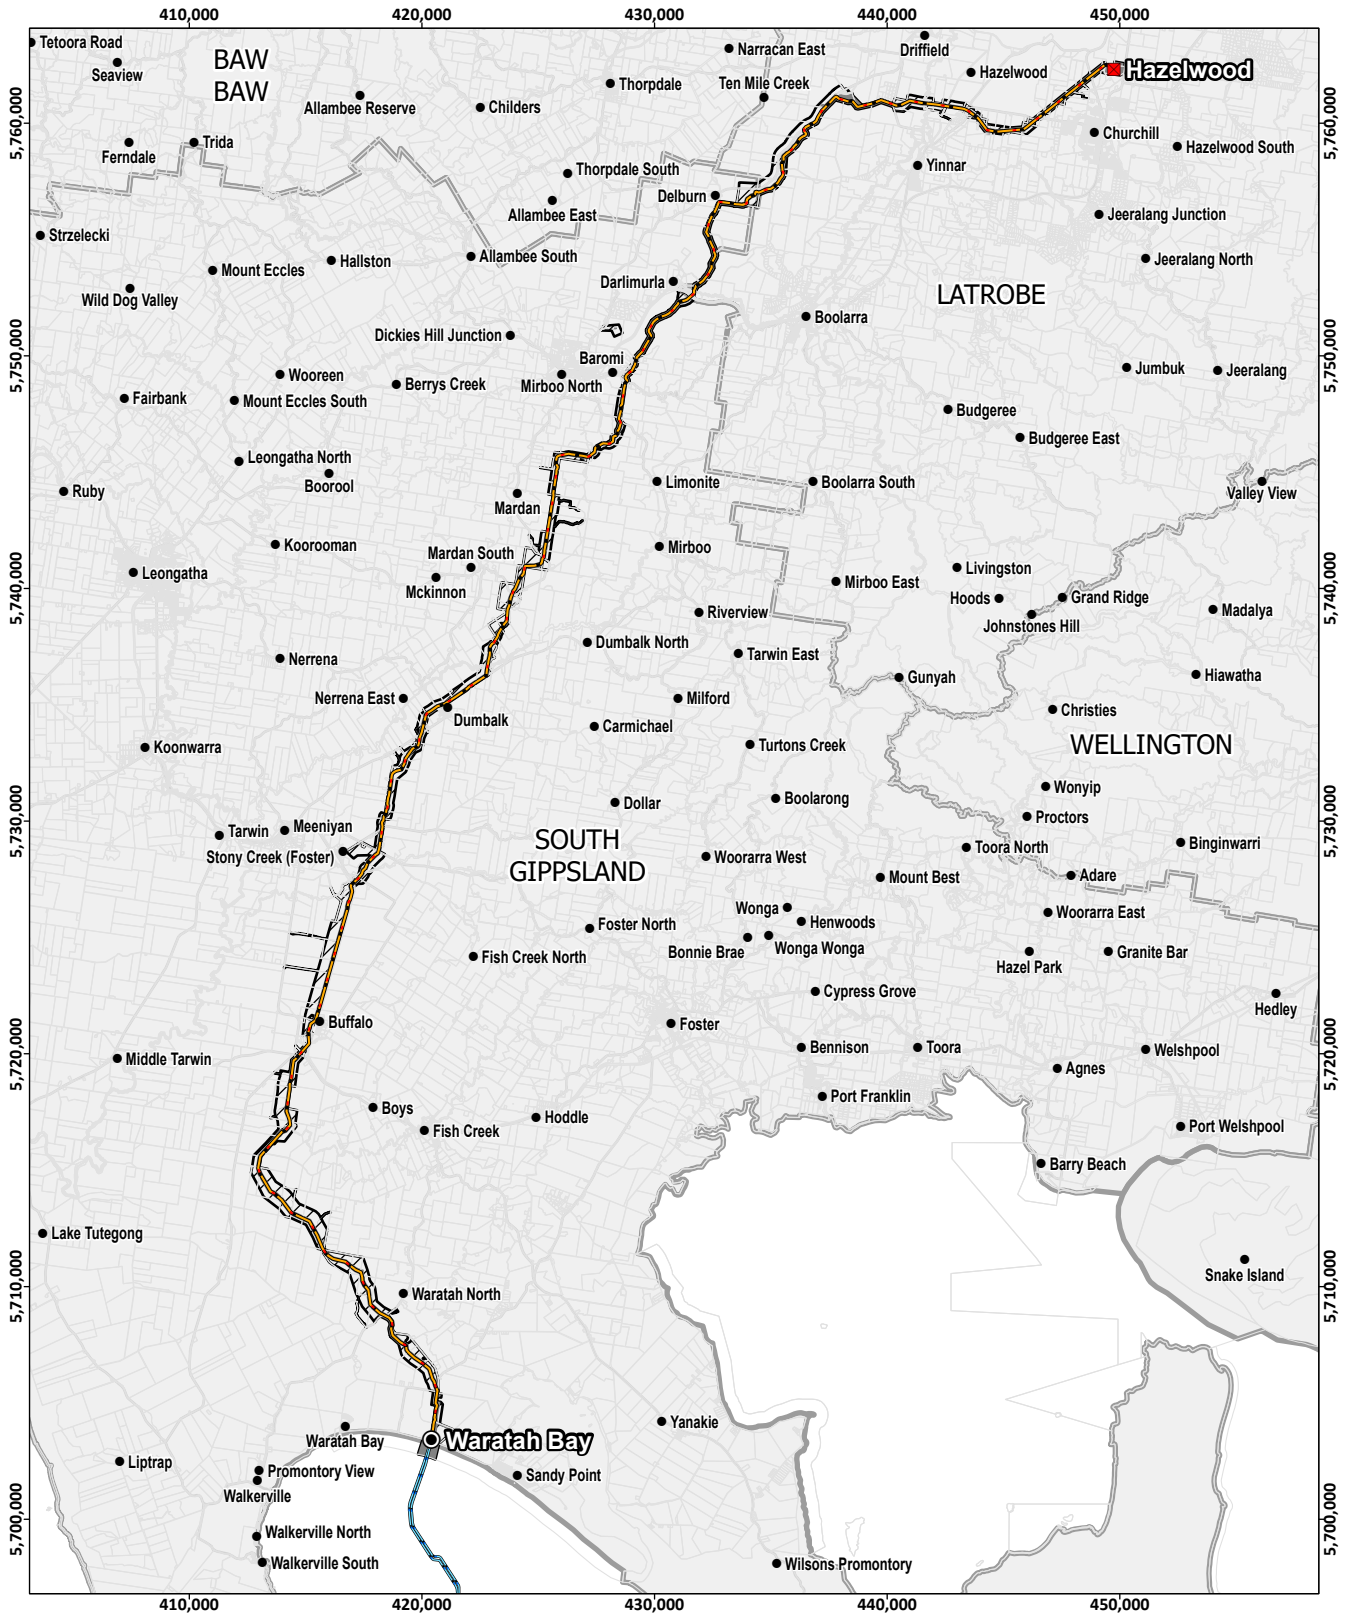 410,000
420,000
430,000
440,000
450,000
Tetoora Road
Seaview
BAW
BAW
Narracan East
Driffield
Hazelwood
Hazelwood
Thorpdale
Ten Mile Creek
Allambee Reserve
Childers
5,760,000
5,760,000
Ferndale
Trida
Churchill
Hazelwood South
Thorpdale South
Yinnar
Delburn
Allambee East
Jeeralang Junction
Strzelecki
Mount Eccles
Hallston
Allambee South
Jeeralang North
Wild Dog Valley
Darlimurla
LATROBE
Dickies Hill Junction
Boolarra
5,750,000
5,750,000
Baromi
Wooreen
Berrys Creek
Mirboo North
Jumbuk
Jeeralang
Fairbank
Mount Eccles South
Budgeree
Budgeree East
Leongatha North
Boorool
Ruby
Limonite
Boolarra South
Valley View
Mardan
Koorooman
Mardan South
Mirboo
Leongatha
Mckinnon
Livingston
Mirboo East
5,740,000
5,740,000
Hoods
Grand Ridge
Johnstones Hill
Madalya
Riverview
Dumbalk North
Tarwin East
Nerrena
Gunyah
Hiawatha
Nerrena East
Milford
Dumbalk
Carmichael
Christies
Koonwarra
Turtons Creek
WELLINGTON
Wonyip
Boolarong
Dollar
Proctors
5,730,000
5,730,000
Tarwin
Meeniyan
Stony Creek (Foster)
SOUTH
GIPPSLAND
Woorarra West
Toora North
Binginwarri
Mount Best
Adare
Wonga
Henwoods
Woorarra East
Foster North
Bonnie Brae
Wonga Wonga
Fish Creek North
Hazel Park
Granite Bar
Cypress Grove
Hedley
Buffalo
Foster
Bennison
Toora
Welshpool
5,720,000
5,720,000
Middle Tarwin
Agnes
Port Franklin
Boys
Hoddle
Fish Creek
Port Welshpool
Barry Beach
Lake Tutegong
Snake Island
5,710,000
5,710,000
Waratah North
Yanakie
Waratah Bay
Waratah Bay
Liptrap
Promontory View
Sandy Point
Walkerville
5,700,000
5,700,000
Walkerville North
Walkerville South
Wilsons Promontory
410,000
420,000
430,000
440,000
450,000